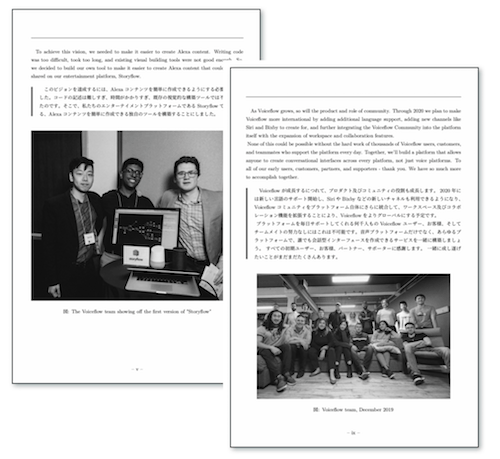 To achieve this vision, we needed to make it easier to create Alexa content. Writing code
was too difficult, took too long, and existing visual building tools were not good enough. So
we decided to build our own tool to make it easier to create Alexa content that could
shared on our entertainment platform, Storyflow.
このビジョンを達成するには、Alexa コンテンツを簡単に作成できるようにする必要
した。コードの記述は難しすぎ、時間がかかりすぎ、既存の視覚的な構築ツールでは十
たのです。そこで、私たちのエンターテイメントプラットフォームである Storyflow で
る、Alexa コンテンツを簡単に作成できる独自のツールを構築することにしました。
Storyflow
図: The Voiceflow team showing off the first version of "Storyflow"
As Voiceflow grows, so will the product and role of community. Through 2020 we plan to make
Voiceflow more international by adding additional language support, adding new channels like
Siri and Bixby to create for, and further integrating the Voiceflow Community into the platform
itself with the expansion of workspace and collaboration features.
None of this could be possible without the hard work of thousands of Voiceflow users, customers,
and teammates who support the platform every day. Together, we'll build a platform that allows
anyone to create conversational interfaces across every platform, not just voice platforms. To
all of our early users, customers, partners, and supporters - thank you. We have so much more
to accomplish together.
Voiceflow が成長するにつれて、プロダクト及びコミュニティの役割も成長します。 2020 年に
は新しい言語のサポート開始し、Siri や Bixby などの新しいチャネルも利用できるようになり、
Voiceflow コミュニティをプラットフォーム自体にさらに統合して、ワークスペース及びコラボ
レーション機能を拡張することにより、Voiceflow をよりグローバルにする予定です。
プラットフォームを毎日サポートしてくれる何千人もの Voiceflow ユーザー、お客様、そして
チームメイトの努力なしにはこれは不可能です。音声プラットフォームだけでなく、あらゆるプ
ラットフォームで、誰でも会話型インターフェースを作成できるサービスを一緒に構築しましょ
う。 すべての初期ユーザー、お客様、パートナー、サポーターに感謝します。 一緒に成し遂げ
たいことがまだまだたくさんあります。
図: Voiceflow team, December 2019